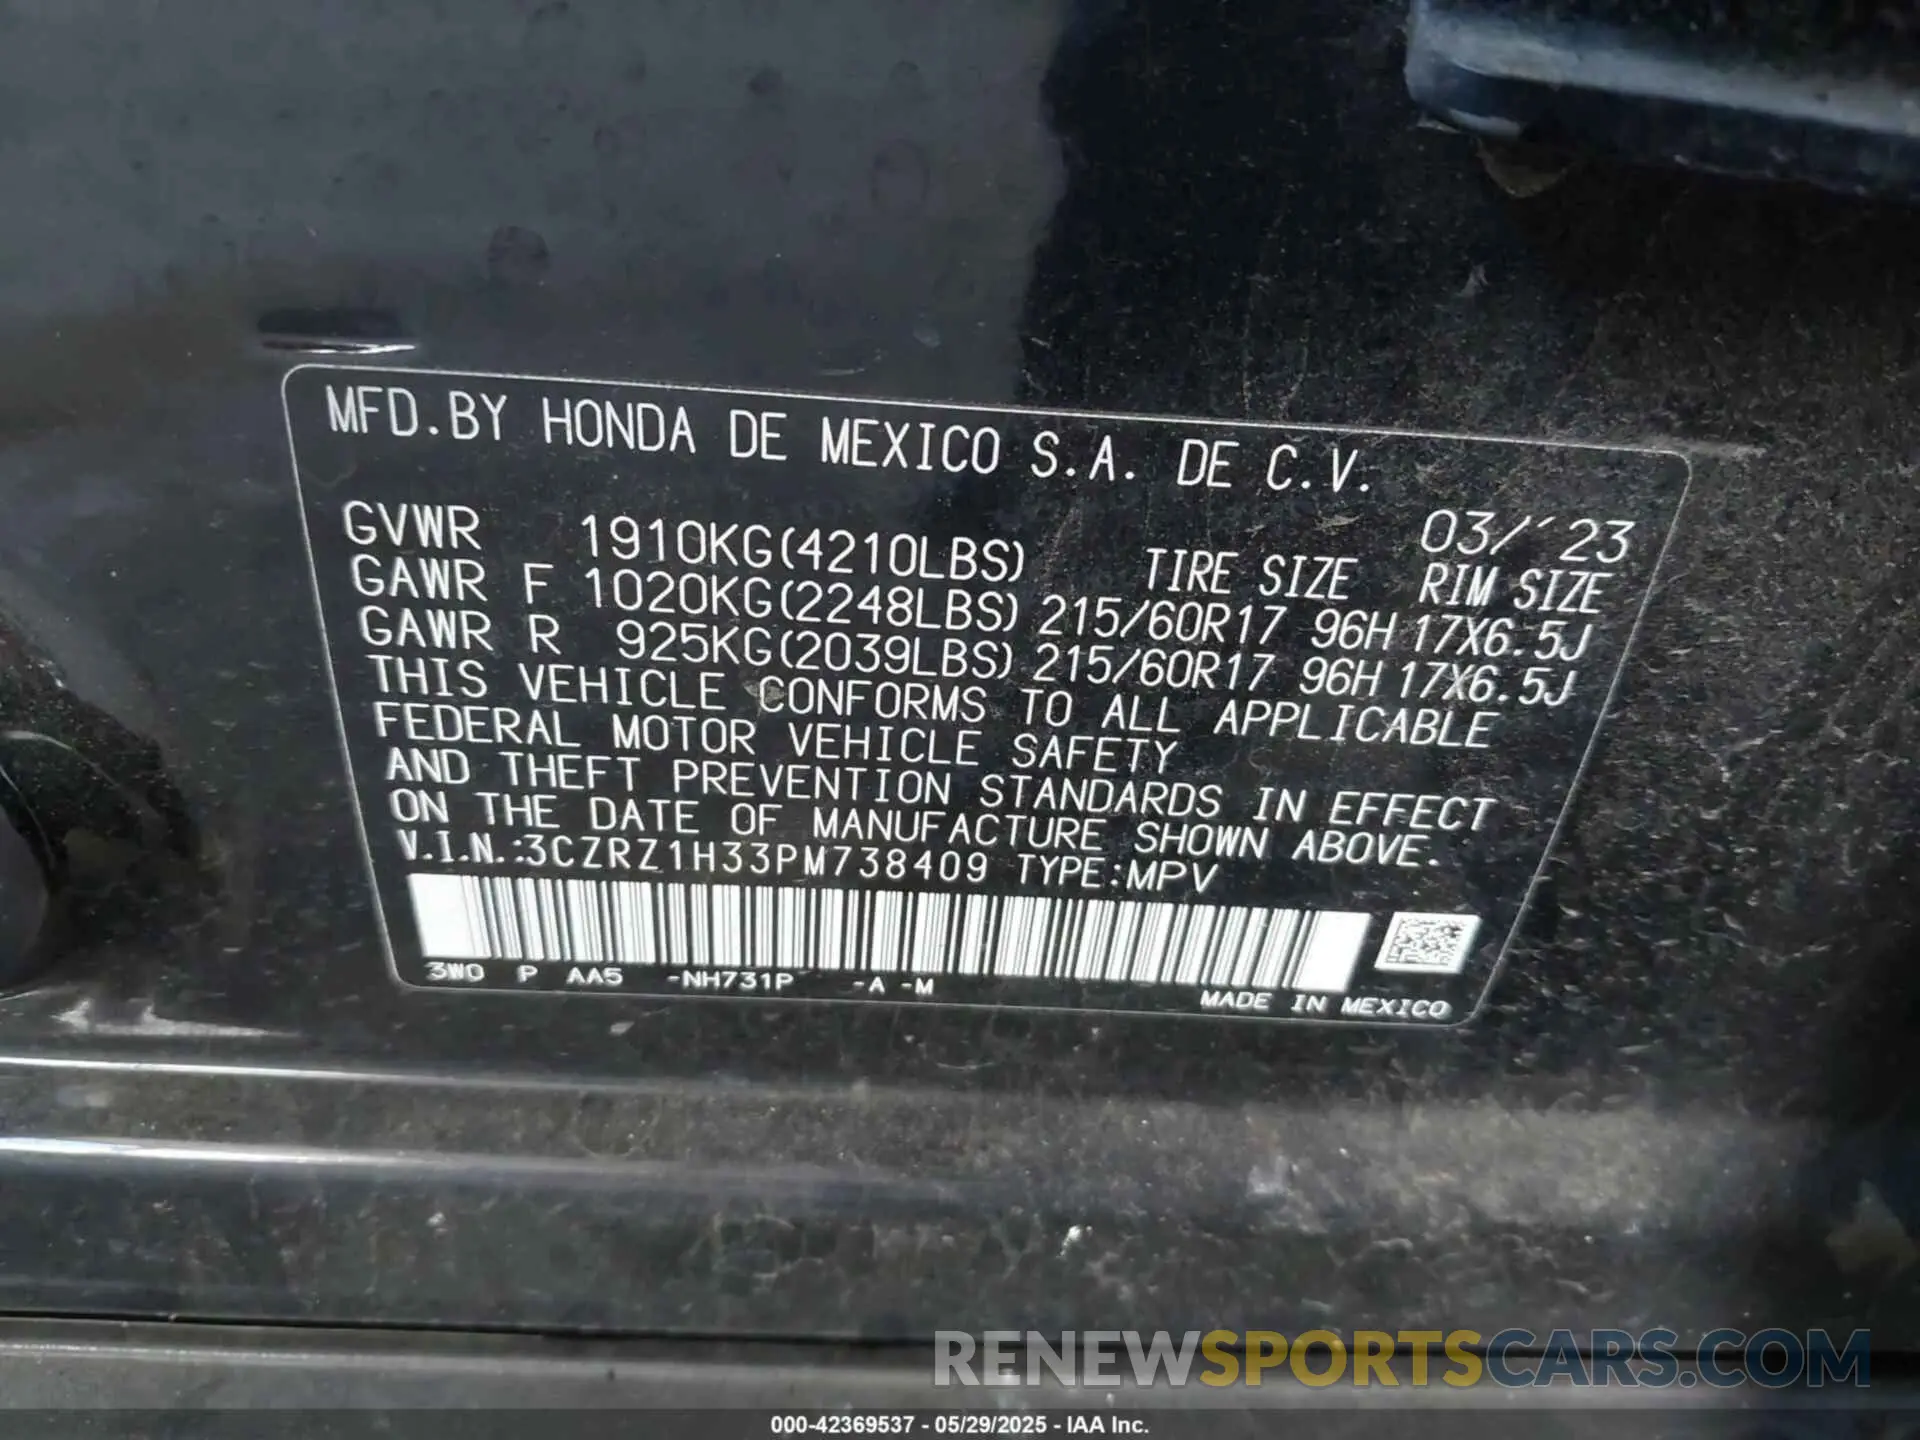 MFD.BY HONDA DE MEXICO S.A. DE C.V.
03/´23
GVWR 1910KG(4210LBS) TIRE SIZE RIM SIZE
GAWR F 1020KG(2248LBS) 215/60R17 96H 17X6.5J
GAWR R 925KG(2039LBS) 215/60R17 96H 17X6.5J
THIS VEHICLE CONFORMS TO ALL APPLICABLE
FEDERAL MOTOR VEHICLE SAFETY
AND THEFT PREVENTION STANDARDS IN EFFECT
ON THE DATE OF MANUFACTURE SHOWN ABOVE.
V.I.N.:3CZRZ1H33PM738409 TYPE:MPV
3W0 P AA5 -NH731P -A -M
MADE IN MEXICO
RENEWSPORTSCARS.COM
000-42369537 - 05/29/2025 - IAA Inc.